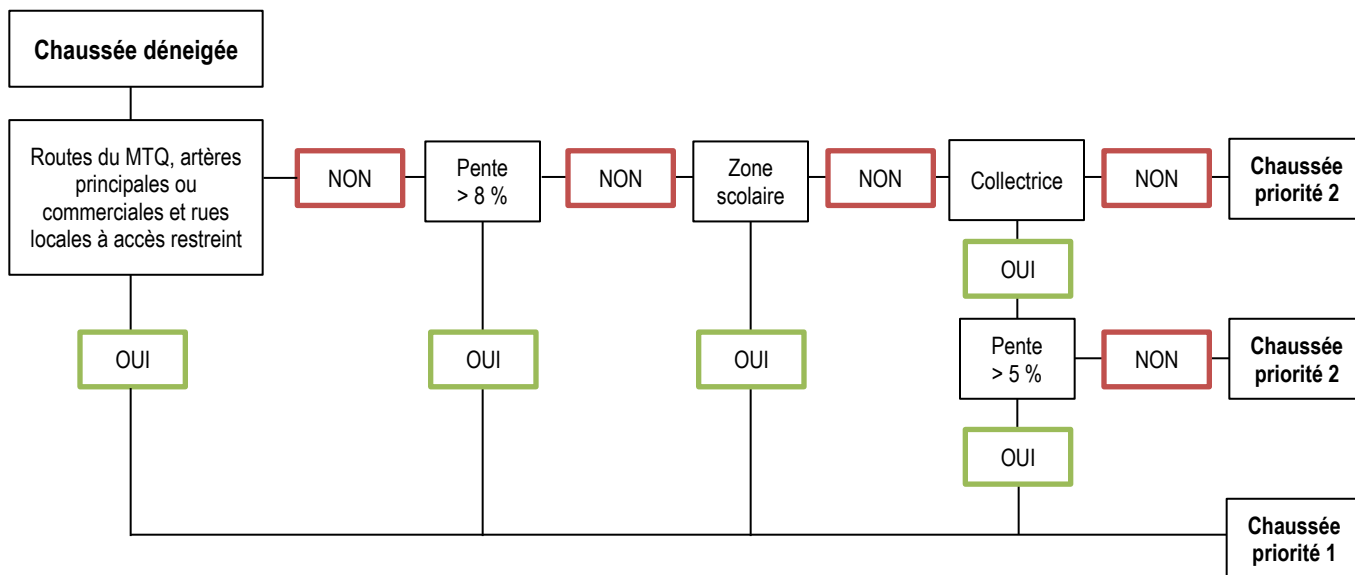 Chaussée déneigée
Routes du MTQ, artères
principales ou
commerciales et rues
locales à accès restreint
NON
Pente
> 8 %
NON
Zone
scolaire
NON
Collectrice
NON
Chaussée
priorité 2
OUI
OUI
OUI
OUI
Pente
> 5 %
NON
Chaussée
priorité 2
OUI
Chaussée
priorité 1